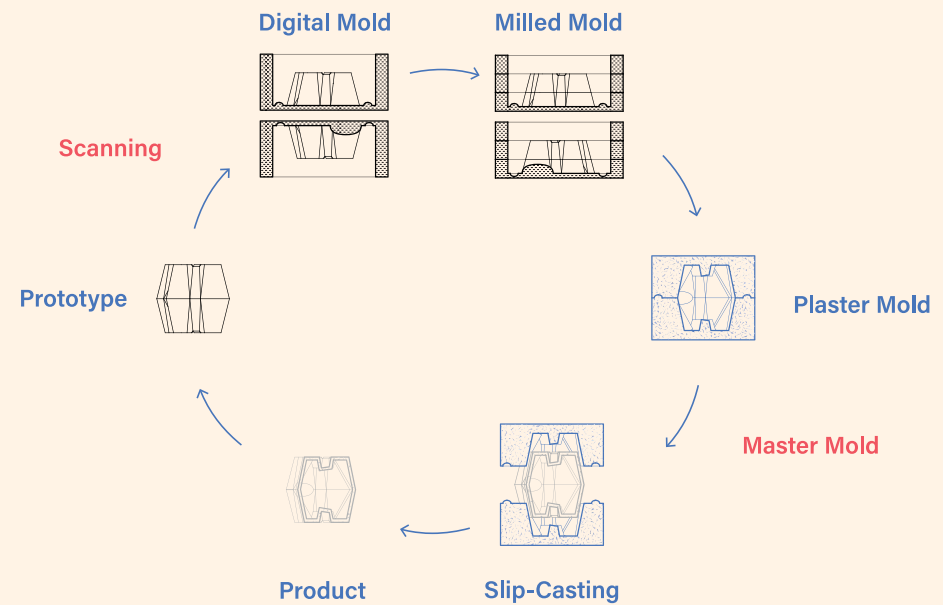 Digital Mold
Milled Mold
Scanning
Prototype
Plaster Mold
Master Mold
Product
Slip-Casting